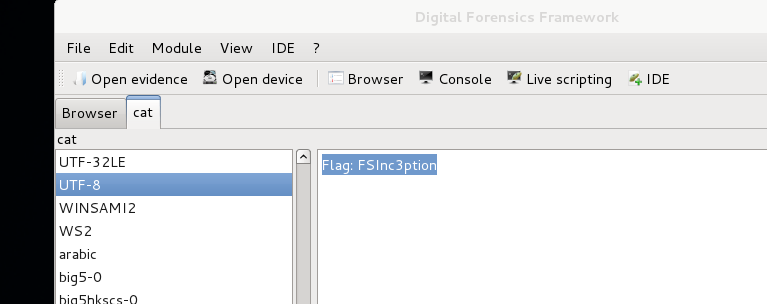 Digital Forensics Framework
File Edit Module View IDE ?
Open evidence Open device Browser Console Live scripting IDE
Browser cat
cat
UTF-32LE
UTF-8
WINSAMI2
WS2
arabic
big5-0
big5hkscs-0
Flag: FSInc3ption